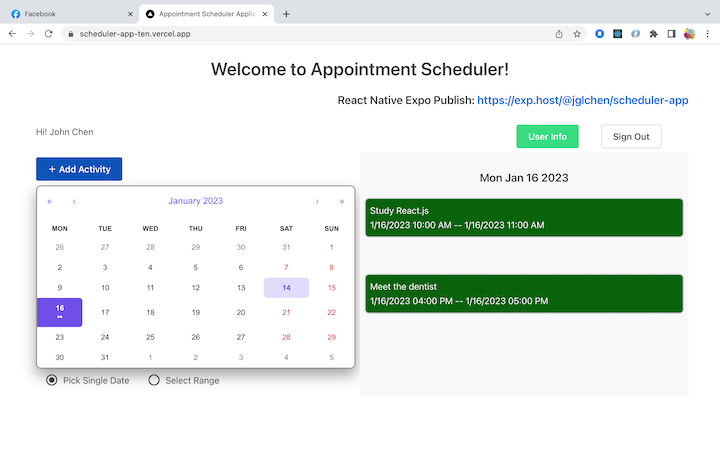 Facebook
Appointment Scheduler Applic
scheduler-app-ten.vercel.app
Welcome to Appointment Scheduler!
React Native Expo Publish: https://exp.host/@jglchen/scheduler-app
Hi! John Chen
User Info
Sign Out
+ Add Activity
« ‹ January 2023 › »
MON TUE WED THU FRI SAT SUN
26 27 28 29 30 31 1
2 3 4 5 6 7 8
9 10 11 12 13 14 15
16 17 18 19 20 21 22
••
23 24 25 26 27 28 29
30 31 1 2 3 4 5
Pick Single Date
Select Range
Mon Jan 16 2023
Study React.js
1/16/2023 10:00 AM -- 1/16/2023 11:00 AM
Meet the dentist
1/16/2023 04:00 PM -- 1/16/2023 05:00 PM